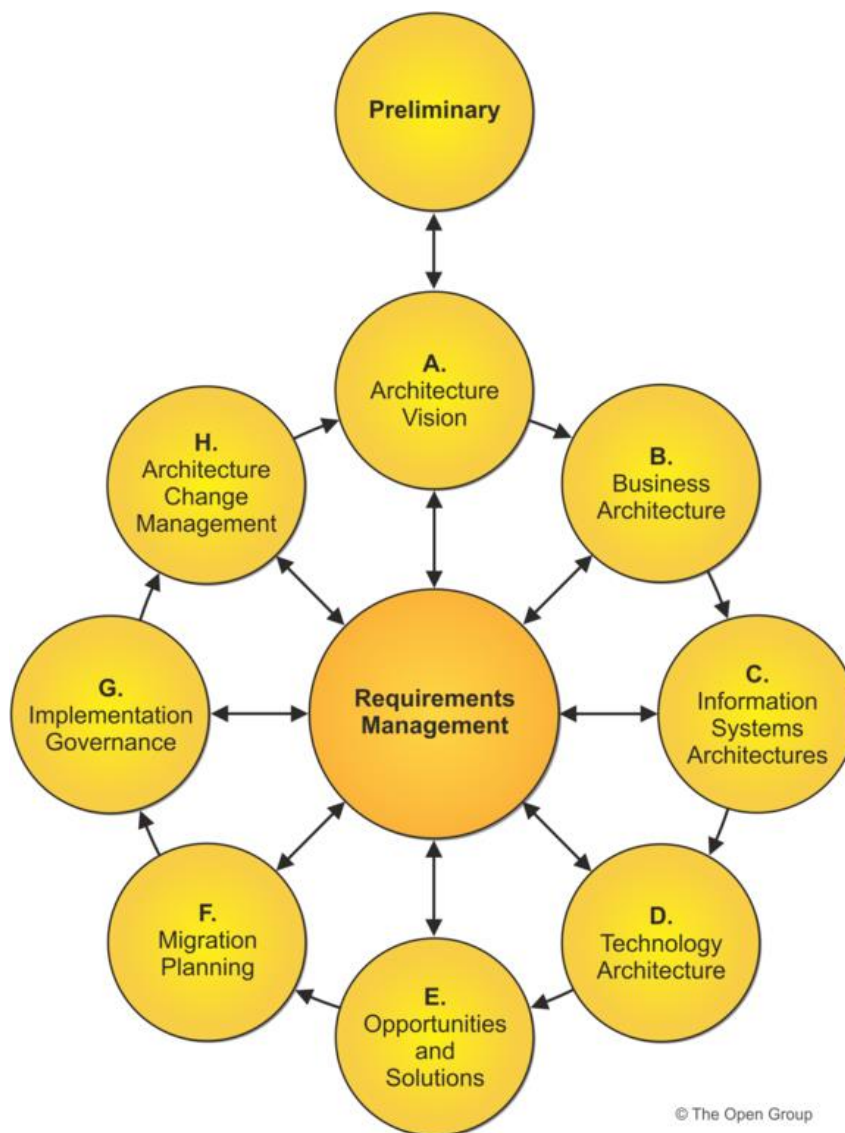 Preliminary
A.
Architecture
Vision
B.
Business
Architecture
C.
Information
Systems
Architectures
D.
Technology
Architecture
E.
Opportunities
and
Solutions
F.
Migration
Planning
G.
Implementation
Governance
H.
Architecture
Change
Management
Requirements
Management
© The Open Group